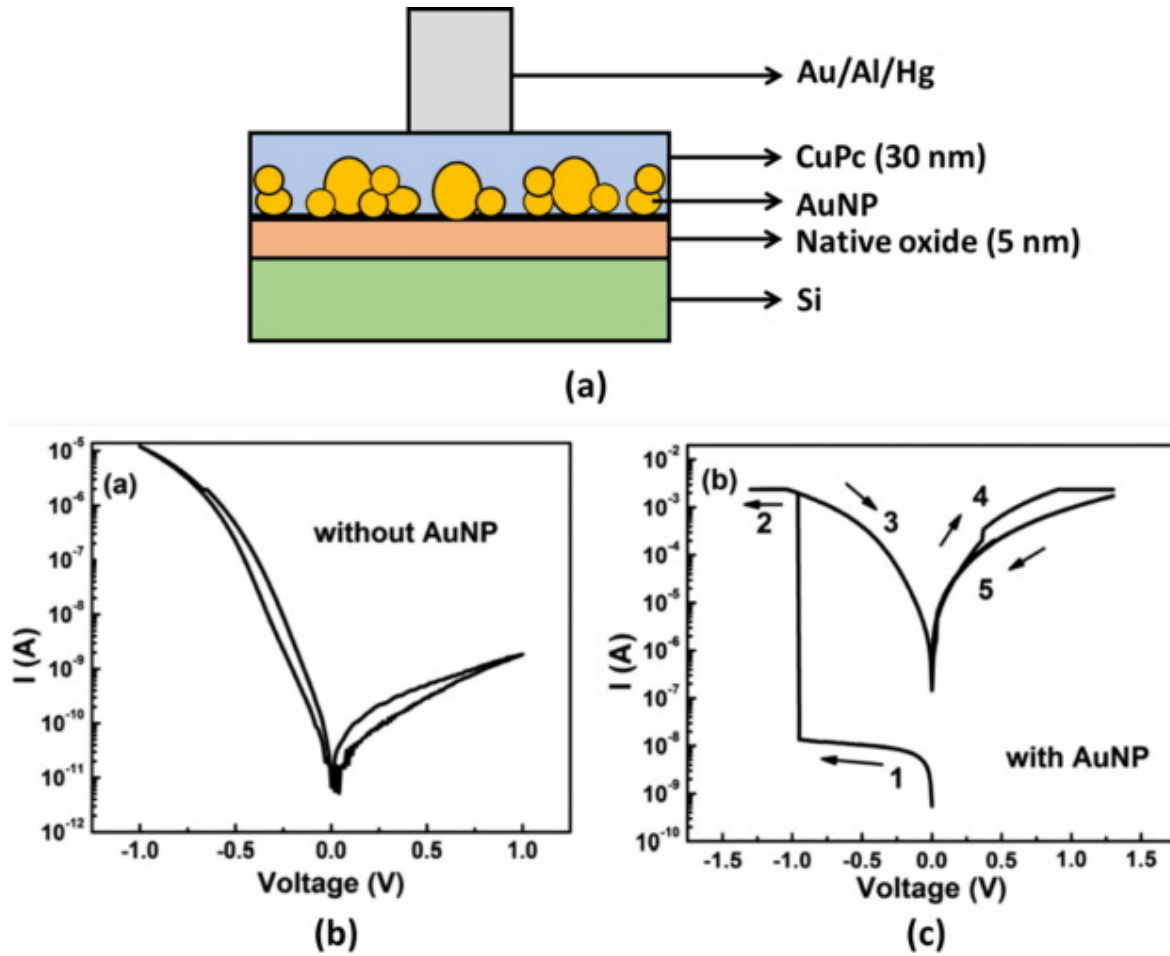 Au/Al/Hg
CuPc (30 nm)
AuNP
Native oxide (5 nm)
Si
(a)
(a)
without AuNP
I (A)
10⁻⁵
10⁻⁶
10⁻⁷
10⁻⁸
10⁻⁹
10⁻¹⁰
10⁻¹¹
10⁻¹²
-1.0 -0.5 0.0 0.5 1.0
Voltage (V)
(b)
(b)
with AuNP
I (A)
10⁻²
10⁻³
10⁻⁴
10⁻⁵
10⁻⁶
10⁻⁷
10⁻⁸
10⁻⁹
10⁻¹⁰
2
3
4
5
1
-1.5 -1.0 -0.5 0.0 0.5 1.0 1.5
Voltage (V)
(c)